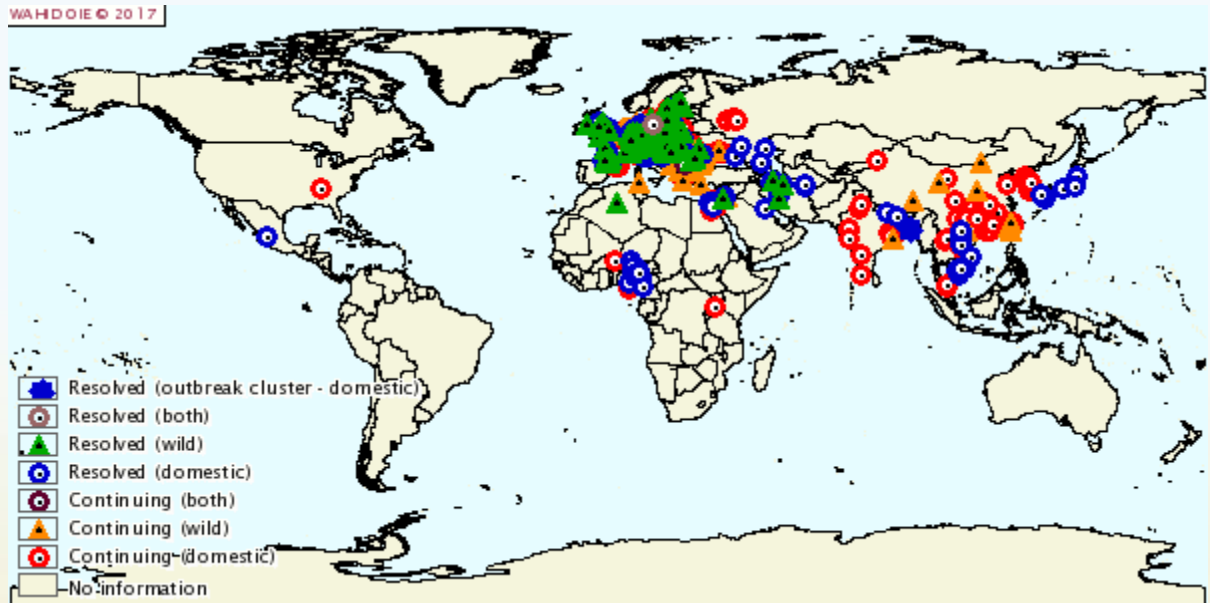 WAHIDOIE © 2017
Resolved (outbreak cluster - domestic)
Resolved (both)
Resolved (wild)
Resolved (domestic)
Continuing (both)
Continuing (wild)
Continuing (domestic)
No information